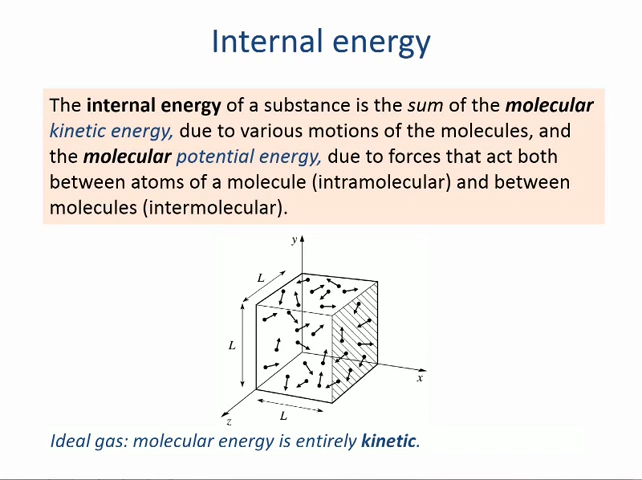 Internal energy
The internal energy of a substance is the sum of the molecular
kinetic energy, due to various motions of the molecules, and
the molecular potential energy, due to forces that act both
between atoms of a molecule (intramolecular) and between
molecules (intermolecular).
y
L
L
x
L
z
Ideal gas: molecular energy is entirely kinetic.